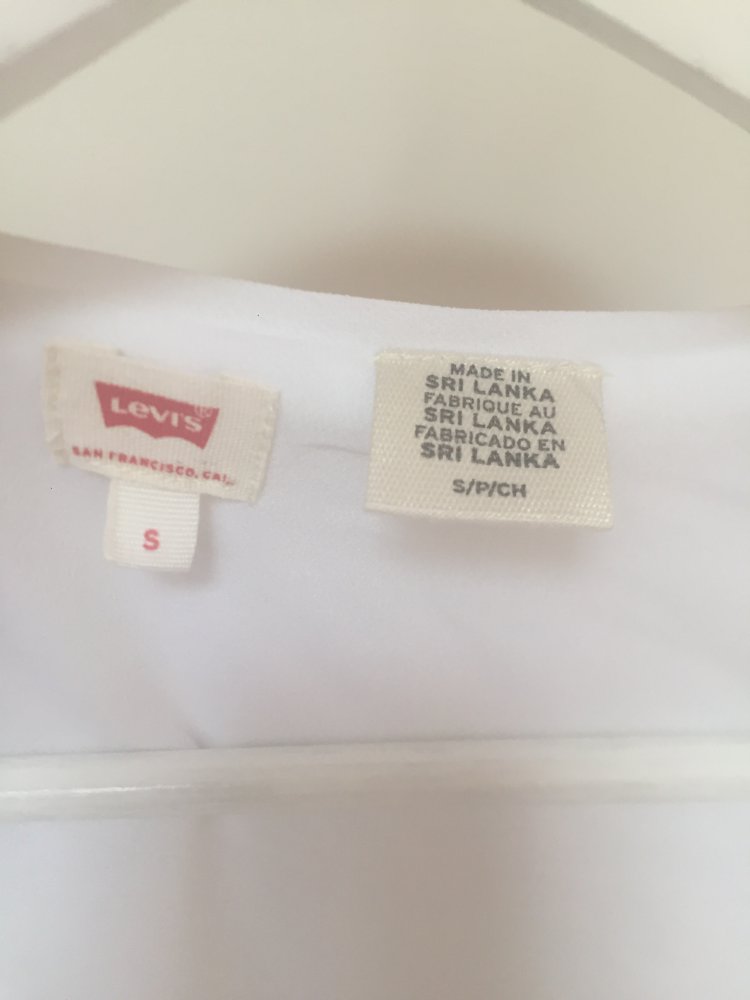 LEVI'S®
SAN FRANCISCO, CAL.
S
MADE IN
SRI LANKA
FABRIQUE AU
SRI LANKA
FABRICADO EN
SRI LANKA
S/P/CH